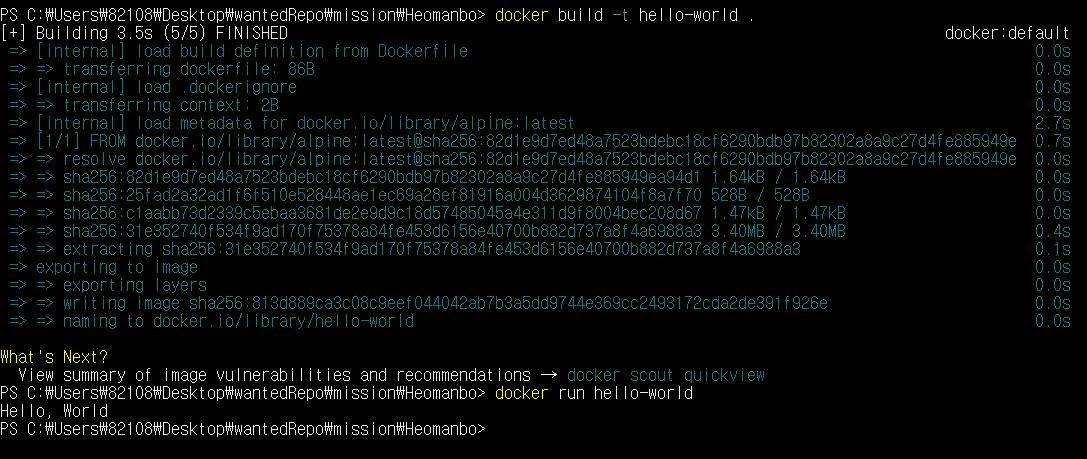 PS C:₩Users₩82108₩Desktop₩wantedRepo₩mission₩Heomanbo> docker build -t hello-world .
[+] Building 3.5s (5/5) FINISHED docker:default
=> [internal] load build definition from Dockerfile 0.0s
=> => transferring dockerfile: 86B 0.0s
=> [internal] load .dockerignore 0.0s
=> => transferring context: 2B 0.0s
=> [internal] load metadata for docker.io/library/alpine:latest 2.7s
=> [1/1] FROM docker.io/library/alpine:latest@sha256:82d1e9d7ed48a7523bdebc18cf6290bdb97b82302a8a9c27d4fe885949e 0.7s
=> => resolve docker.io/library/alpine:latest@sha256:82d1e9d7ed48a7523bdebc18cf6290bdb97b82302a8a9c27d4fe885949e 0.0s
=> => sha256:82d1e9d7ed48a7523bdebc18cf6290bdb97b82302a8a9c27d4fe885949ea94d1 1.64kB / 1.64kB 0.0s
=> => sha256:25fad2a32ad1f6f510e528448ae1ec69a28ef81916a004d3629874104f8a7f70 528B / 528B 0.0s
=> => sha256:c1aabb73d2339c5ebaa3681de2e9d9c18d57485045a4e311d9f8004bec208d67 1.47kB / 1.47kB 0.0s
=> => sha256:31e352740f534f9ad170f75378a84fe453d6156e40700b882d737a8f4a6988a3 3.40MB / 3.40MB 0.4s
=> => extracting sha256:31e352740f534f9ad170f75378a84fe453d6156e40700b882d737a8f4a6988a3 0.1s
=> exporting to image 0.0s
=> => exporting layers 0.0s
=> => writing image sha256:813d889ca3c08c9eef044042ab7b3a5dd9744e369cc2493172cda2de391f926e 0.0s
=> => naming to docker.io/library/hello-world 0.0s
What's Next?
View summary of image vulnerabilities and recommendations → docker scout quickview
PS C:₩Users₩82108₩Desktop₩wantedRepo₩mission₩Heomanbo> docker run hello-world
Hello, World
PS C:₩Users₩82108₩Desktop₩wantedRepo₩mission₩Heomanbo>